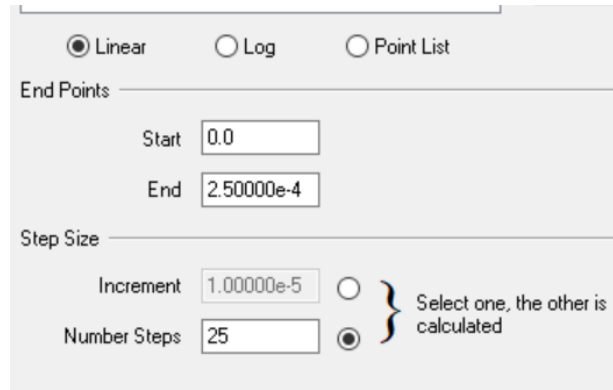 Linear Log Point List
End Points
Start 0.0
End 2.50000e-4
Step Size
Increment 1.00000e-5
Select one, the other is
calculated
Number Steps 25